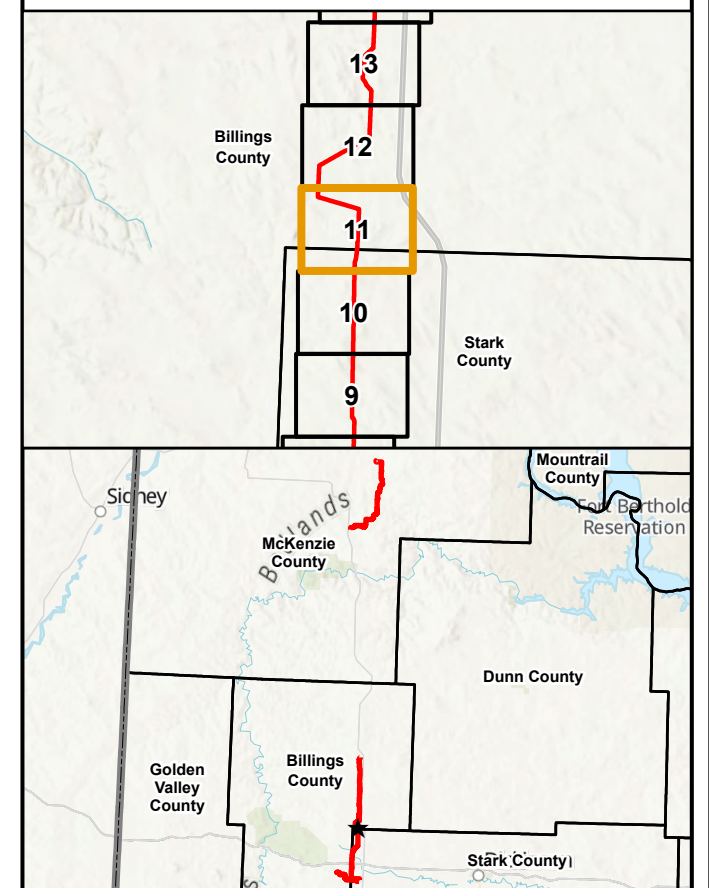 13
Billings
County
12
11
10
Stark
County
9
Mountrail
County
Sidney
Fort Berthold
Reservation
Badlands
McKenzie
County
Dunn County
Billings
County
Golden
Valley
County
Stark County
s